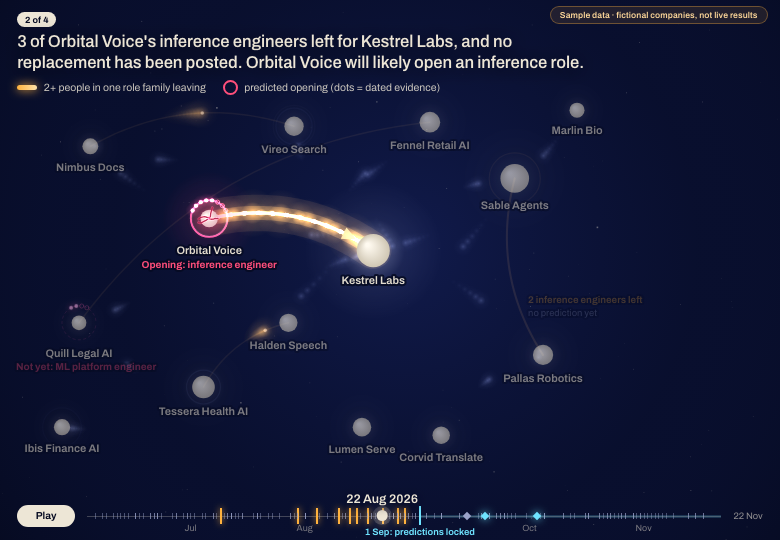 2 of 4
Sample data · fictional companies, not live results
3 of Orbital Voice's inference engineers left for Kestrel Labs, and no
replacement has been posted. Orbital Voice will likely open an inference role.
2+ people in one role family leaving
predicted opening (dots = dated evidence)
Marlin Bio
Vireo Search
Fennel Retail AI
Nimbus Docs
Sable Agents
Orbital Voice
Opening: inference engineer
Kestrel Labs
2 inference engineers left
no prediction yet
Halden Speech
Quill Legal AI
Not yet: ML platform engineer
Pallas Robotics
Tessera Health AI
Ibis Finance AI
Lumen Serve
Corvid Translate
22 Aug 2026
Play
22 Nov
Jul
Aug
1 Sep: predictions locked
Oct
Nov